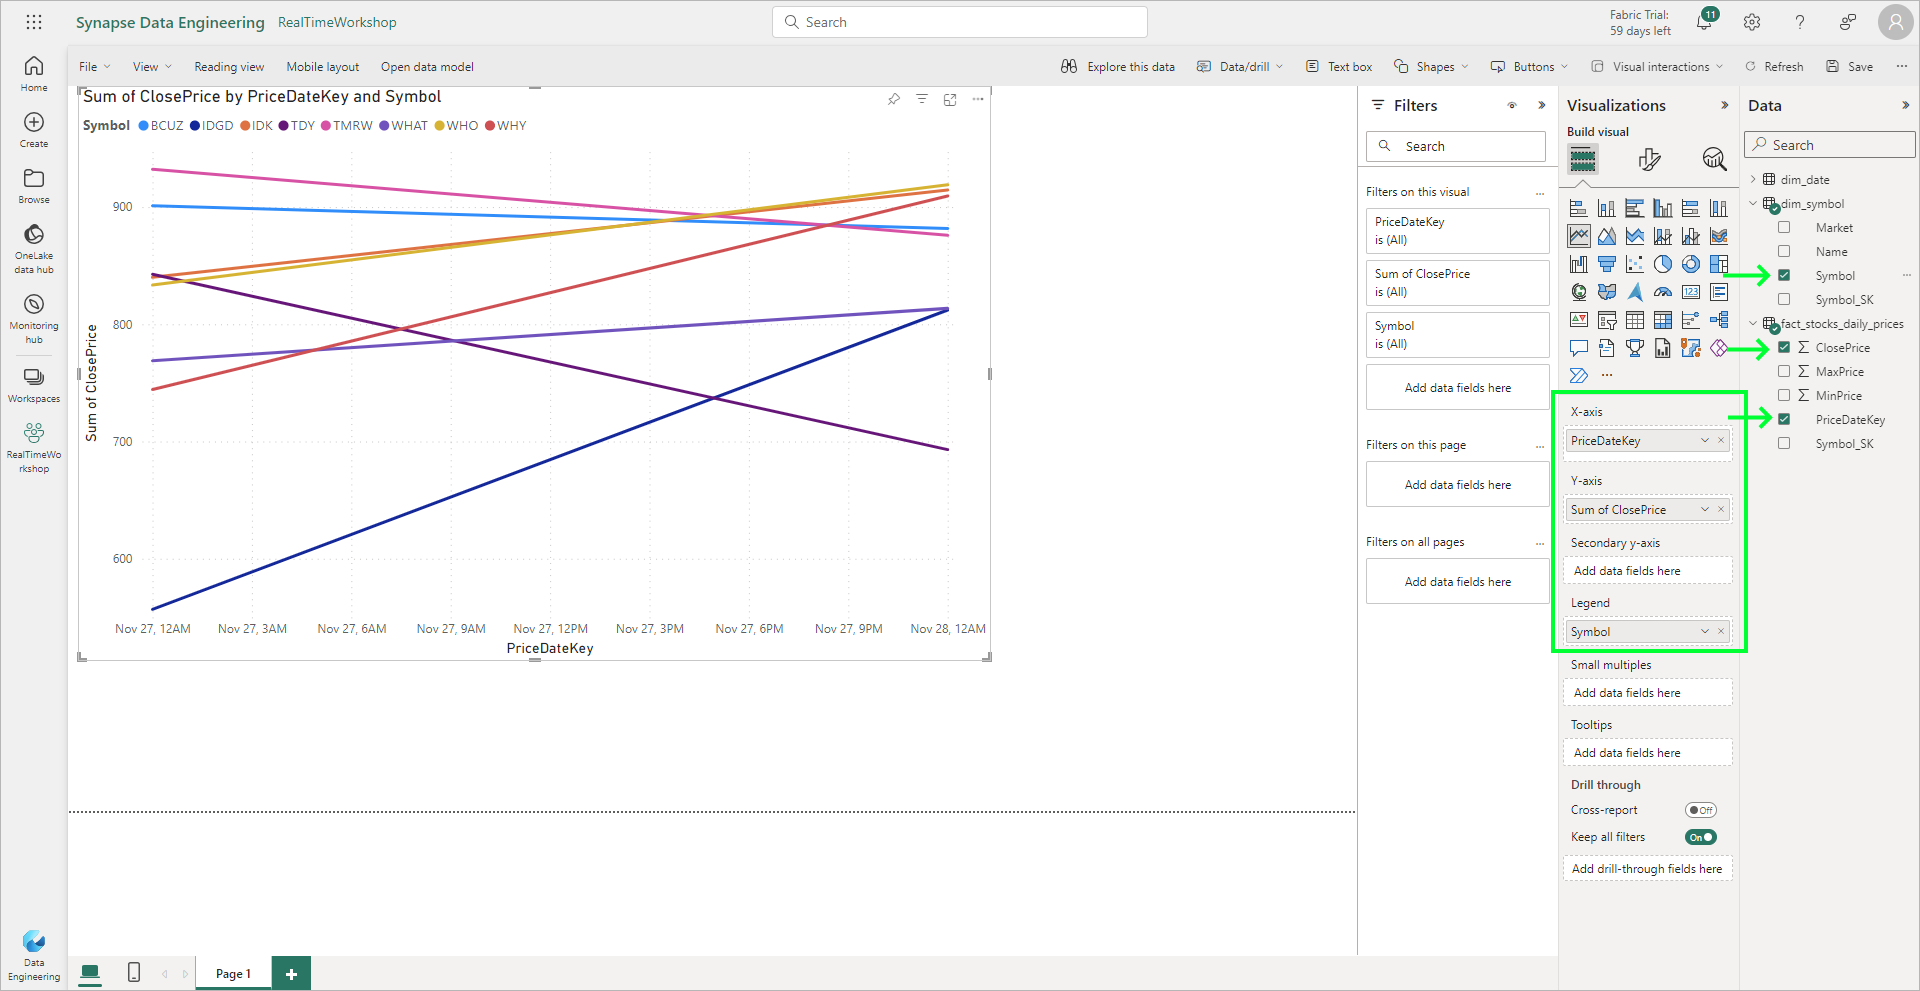 Synapse Data Engineering RealTimeWorkshop
Search
Fabric Trial:
59 days left
11
Home
Create
Browse
OneLake
data hub
Monitoring
hub
Workspaces
RealTimeWo
rkshop
Data
Engineering
File View Reading view Mobile layout Open data model
Explore this data Data/drill Text box Shapes Buttons Visual interactions Refresh Save
Sum of ClosePrice by PriceDateKey and Symbol
Symbol BCUZ IDGD IDK TDY TMRW WHAT WHO WHY
Sum of ClosePrice
900
800
700
600
Nov 27, 12AM Nov 27, 3AM Nov 27, 6AM Nov 27, 9AM Nov 27, 12PM Nov 27, 3PM Nov 27, 6PM Nov 27, 9PM Nov 28, 12AM
PriceDateKey
Page 1
Filters
Search
Filters on this visual
PriceDateKey
is (All)
Sum of ClosePrice
is (All)
Symbol
is (All)
Add data fields here
Filters on this page
Add data fields here
Filters on all pages
Add data fields here
Visualizations
Build visual
123
X-axis
PriceDateKey
Y-axis
Sum of ClosePrice
Secondary y-axis
Add data fields here
Legend
Symbol
Small multiples
Add data fields here
Tooltips
Add data fields here
Drill through
Cross-report Off
Keep all filters On
Add drill-through fields here
Data
Search
dim_date
dim_symbol
Market
Name
Symbol
Symbol_SK
fact_stocks_daily_prices
ClosePrice
MaxPrice
MinPrice
PriceDateKey
Symbol_SK